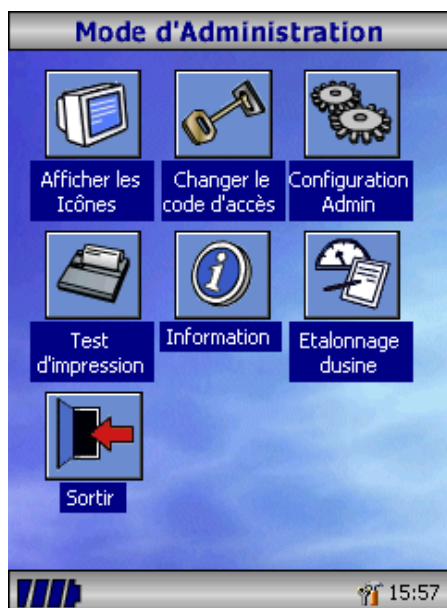 Mode d'Administration
Afficher les
Icônes
Changer le
code d'accès
Configuration
Admin
Test
d'impression
Information
Etalonnage
dusine
Sortir
15:57